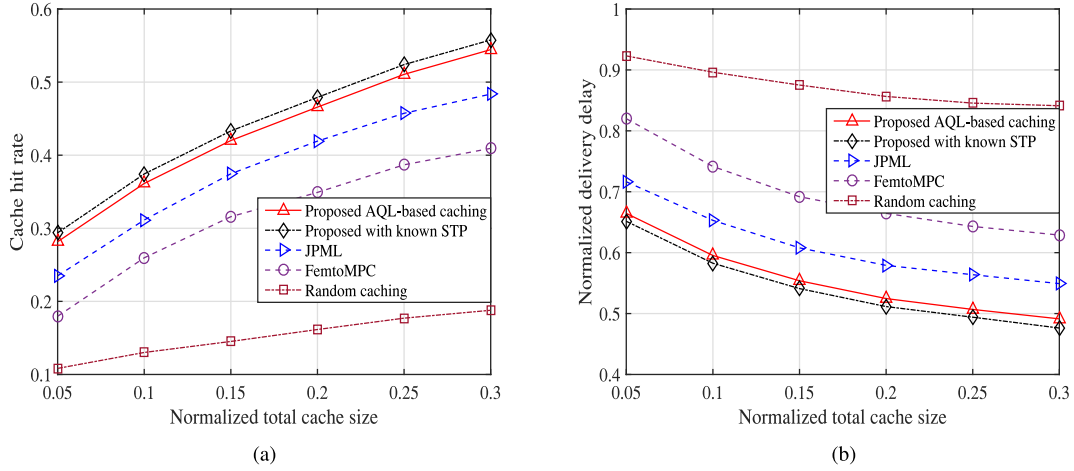 0.6
0.5
0.4
0.3
0.2
0.1
Cache hit rate
Proposed AQL-based caching
Proposed with known STP
JPML
FemtoMPC
Random caching
0.05
0.1
0.15
0.2
0.25
0.3
Normalized total cache size
(a)
1
0.9
0.8
0.7
0.6
0.5
0.4
Normalized delivery delay
Proposed AQL-based caching
Proposed with known STP
JPML
FemtoMPC
Random caching
0.05
0.1
0.15
0.2
0.25
0.3
Normalized total cache size
(b)